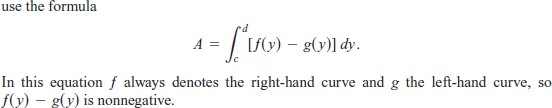 use the formula
A = ∫_c^d [f(y) − g(y)] dy.
In this equation f always denotes the right-hand curve and g the left-hand curve, so
f(y) − g(y) is nonnegative.